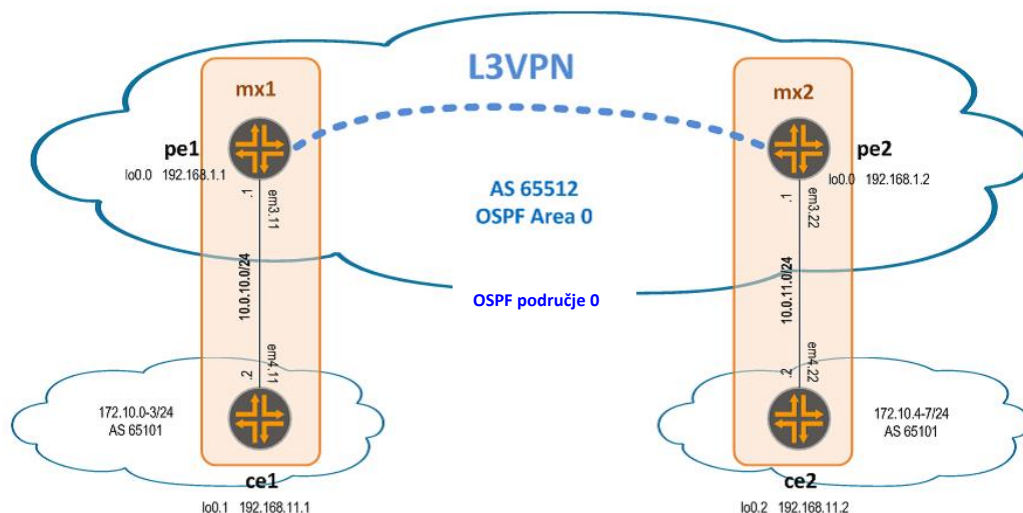 L3VPN
mx1
mx2
pe1
pe2
lo0.0 192.168.1.1
lo0.0 192.168.1.2
AS 65512
OSPF Area 0
.1
em3.11
.1
em3.22
10.0.10.0/24
10.0.11.0/24
OSPF područje 0
.2
em4.11
.2
em4.22
172.10.0-3/24
AS 65101
172.10.4-7/24
AS 65101
ce1
ce2
lo0.1 192.168.11.1
lo0.2 192.168.11.2